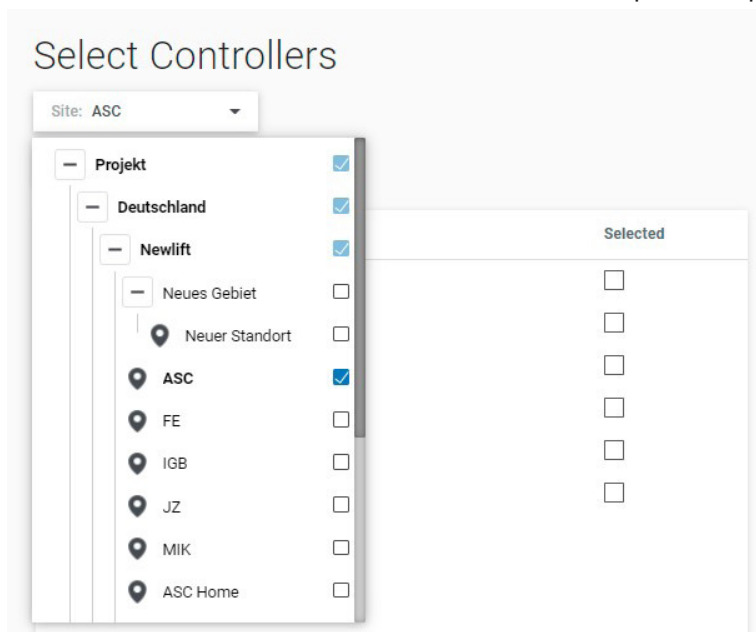 Select Controllers
Site: ASC
Projekt
Deutschland
Newlift
Selected
Neues Gebiet
Neuer Standort
ASC
FE
IGB
JZ
MIK
ASC Home